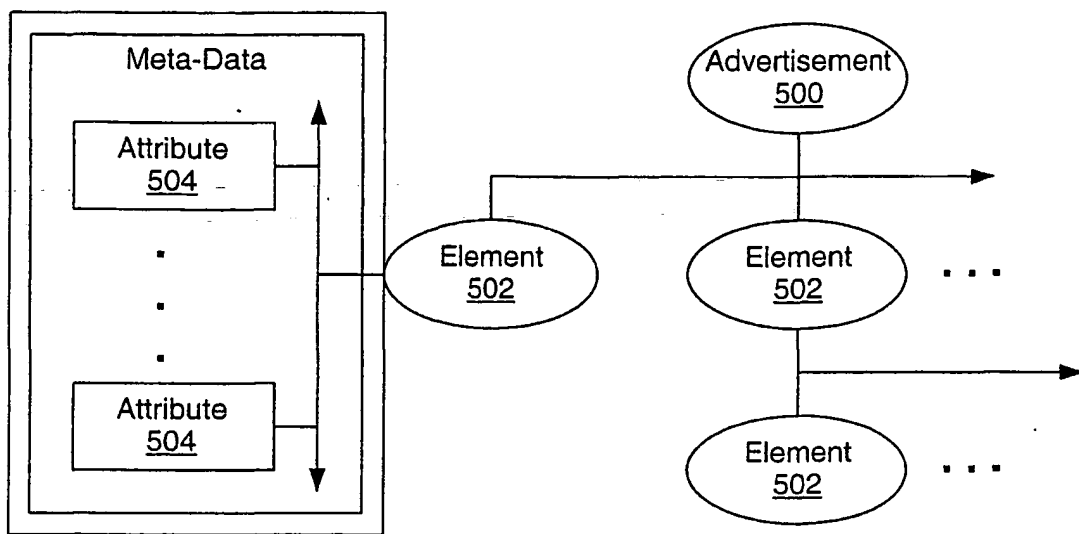 Meta-Data
Attribute
504
Attribute
504
Advertisement
500
Element
502
Element
502
Element
502